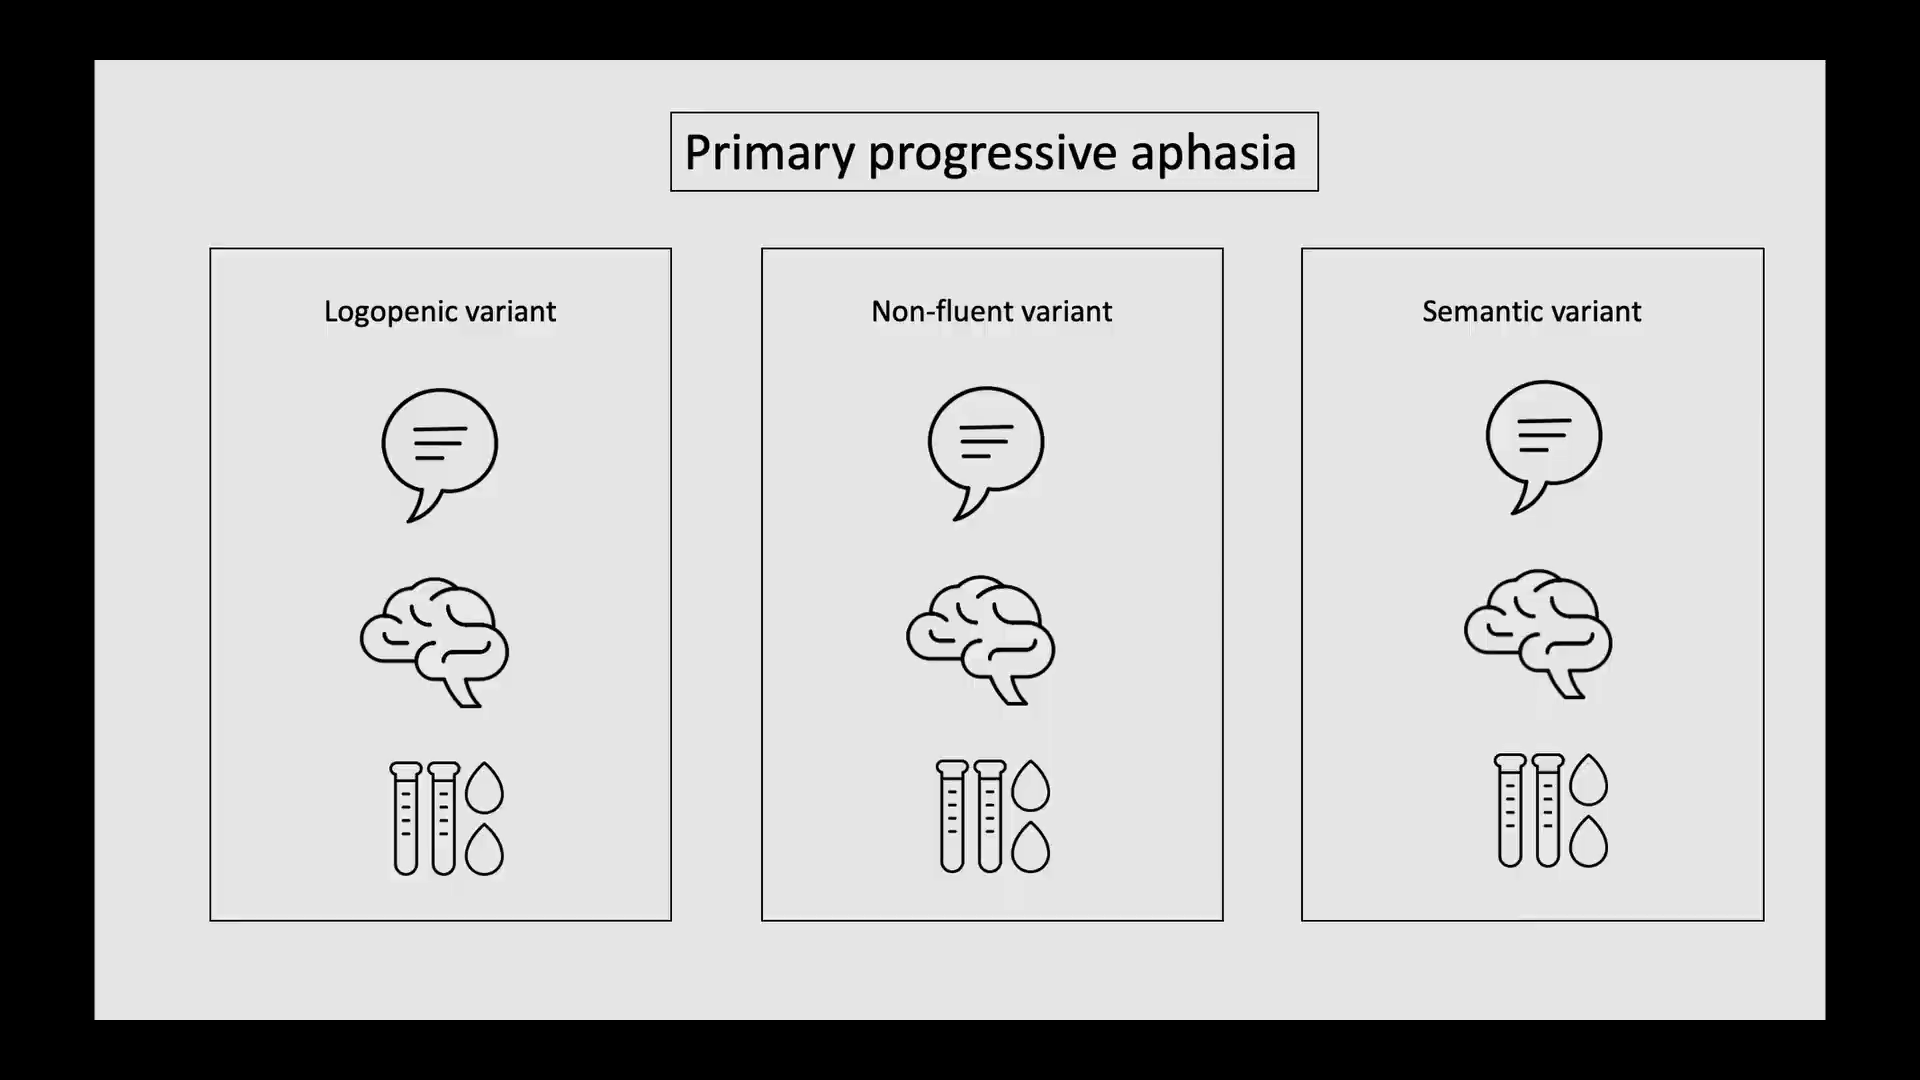 Primary progressive aphasia
Logopenic variant
Non-fluent variant
Semantic variant